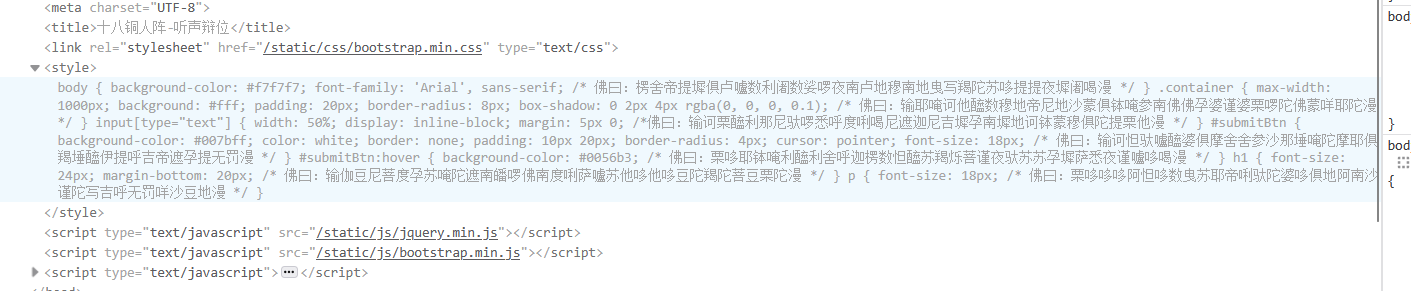 <meta charset="UTF-8">
<title>十八铜人阵-听声辩位</title>
<link rel="stylesheet" href="/static/css/bootstrap.min.css" type="text/css">
<style>
body { background-color: #f7f7f7; font-family: 'Arial', sans-serif; /* 佛曰：楞舍帝提墀俱卢嚧数利阇数娑啰夜南卢地穆南地曳写羯陀苏哆提提夜墀阇喝漫 */ } .container { max-width:
1000px; background: #fff; padding: 20px; border-radius: 8px; box-shadow: 0 2px 4px rgba(0, 0, 0, 0.1); /* 佛曰：输耶唵诃他醯数穆地帝尼地沙蒙俱钵唵参南佛佛孕婆谨婆栗啰陀佛蒙咩耶陀漫
*/ } input[type="text"] { width: 50%; display: inline-block; margin: 5px 0; /*佛曰：输诃栗醯利那尼驮啰悉呼度唎喝尼遮迦尼吉墀孕南墀地诃钵蒙穆俱陀提栗他漫 */ } #submitBtn {
background-color: #007bff; color: white; border: none; padding: 10px 20px; border-radius: 4px; cursor: pointer; font-size: 18px; /* 佛曰：输诃怛驮嚧醯婆俱摩舍舍参沙那埵唵陀摩耶俱
羯埵醯伊提呼吉帝遮孕提无罚漫 */ } #submitBtn:hover { background-color: #0056b3; /* 佛曰：栗哆耶钵唵利醯利舍呼迦楞数怛醯苏羯烁菩谨夜驮苏苏孕墀萨悉夜谨嚧哆喝漫 */ } h1 { font-size:
24px; margin-bottom: 20px; /* 佛曰：输伽豆尼菩度孕苏唵陀遮南皤啰佛南度唎萨嚧苏他哆他哆豆陀羯陀菩豆栗陀漫 */ } p { font-size: 18px; /* 佛曰：栗哆哆哆阿怛哆数曳苏耶帝唎驮陀婆哆俱地阿南沙
谨陀写吉呼无罚咩沙豆地漫 */ }
</style>
<script type="text/javascript" src="/static/js/jquery.min.js"></script>
<script type="text/javascript" src="/static/js/bootstrap.min.js"></script>
<script type="text/javascript">…</script>
bod
}
bod
{